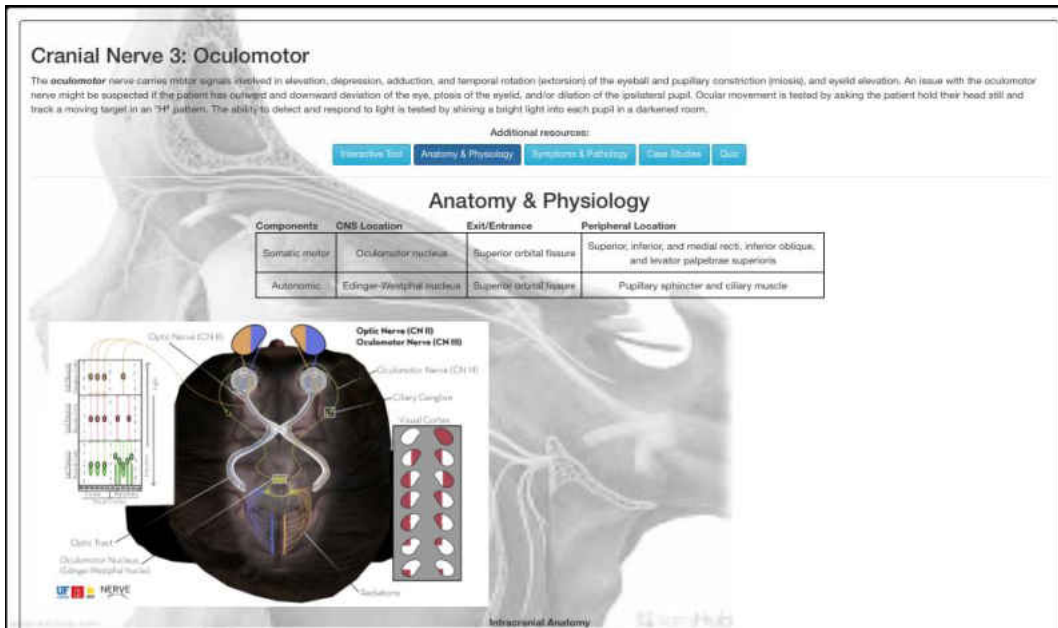 Cranial Nerve 3: Oculomotor
The oculomotor nerve carries motor signals involved in elevation, depression, adduction, and temporal rotation (extorsion) of the eyeball and pupillary constriction (miosis), and eyelid elevation. An issue with the oculomotor
nerve might be suspected if the patient has outward and downward deviation of the eye, ptosis of the eyelid, and/or dilation of the ipsilateral pupil. Ocular movement is tested by asking the patient hold their head still and
track a moving target in an "H" pattern. The ability to detect and respond to light is tested by shining a bright light into each pupil in a darkened room.
Additional resources:
Interactive Tool Anatomy & Physiology Symptoms & Pathology Case Studies Quiz
Anatomy & Physiology
Components CNS Location Exit/Entrance Peripheral Location
Somatic motor Oculomotor nucleus Superior orbital fissure Superior, inferior, and medial recti, inferior oblique,
and levator palpebrae superioris
Autonomic Edinger-Westphal nucleus Superior orbital fissure Pupillary sphincter and ciliary muscle
Optic Nerve (CN II)
Oculomotor Nerve (CN III)
Optic Nerve (CN II)
Oculomotor Nerve (CN III)
Ciliary Ganglion
Visual Cortex
Optic Tract
Oculomotor Nucleus
(Edinger-Westphal nucleus)
Radiations
UF NERVE
Intracranial Anatomy